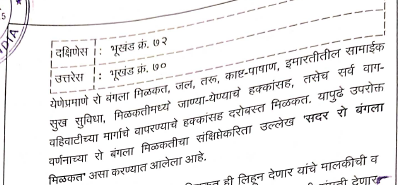 दक्षिणेस : भूखंड क्रं. ७२
उत्तरेस : भूखंड क्रं. ७०
येणेप्रमाणे रो बंगला मिळकत, जल, तरू, काष्ट-पाषाण, इमारतीतील सामाईक
सुख सुविधा, मिळकतीमध्ये जाण्या-येण्याचे हक्कांसह, तसेच सर्व वाग-
वहिवाटीच्या मार्गाचे वापरण्याचे हक्कांसह दरोबस्त मिळकत. यापुढे उपरोक्त
वर्णनाच्या रो बंगला मिळकतीचा संक्षिप्तेकरिता उल्लेख 'सदर रो बंगला
मिळकत' असा करण्यात आलेला आहे.
ही लिहून देणार यांचे मालकीची व
देणार